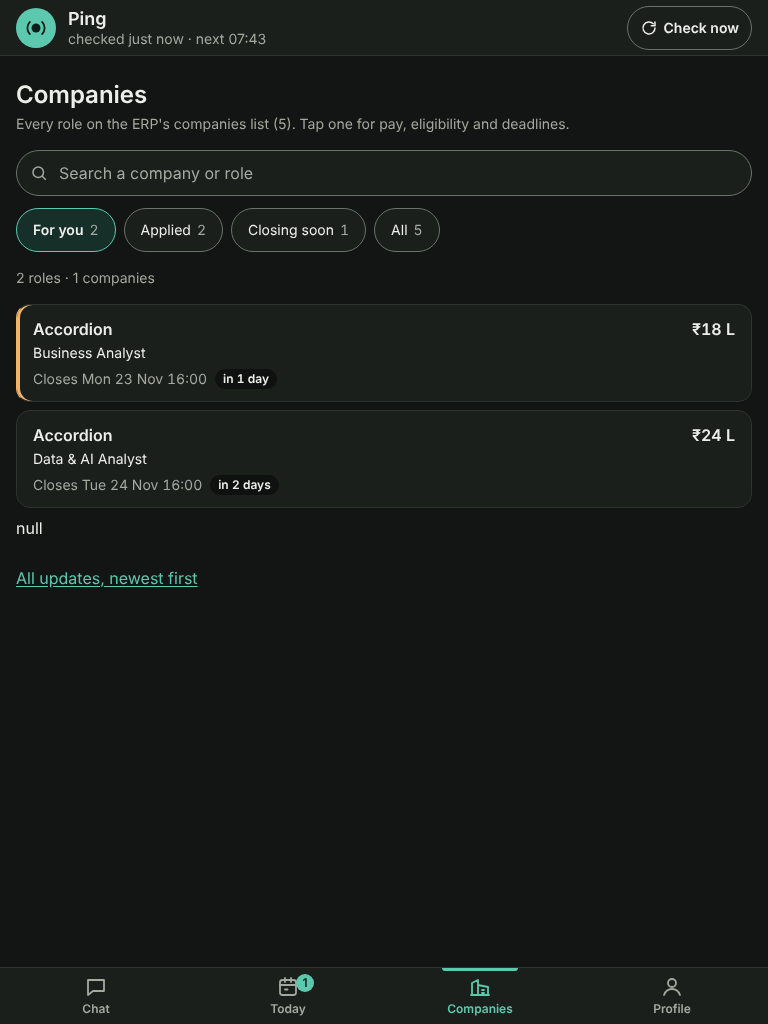 Ping
checked just now · next 07:43
Check now
Companies
Every role on the ERP's companies list (5). Tap one for pay, eligibility and deadlines.
Search a company or role
For you 2
Applied 2
Closing soon 1
All 5
2 roles · 1 companies
Accordion
₹18 L
Business Analyst
Closes Mon 23 Nov 16:00 in 1 day
Accordion
₹24 L
Data & AI Analyst
Closes Tue 24 Nov 16:00 in 2 days
null
All updates, newest first
1
Chat
Today
Companies
Profile